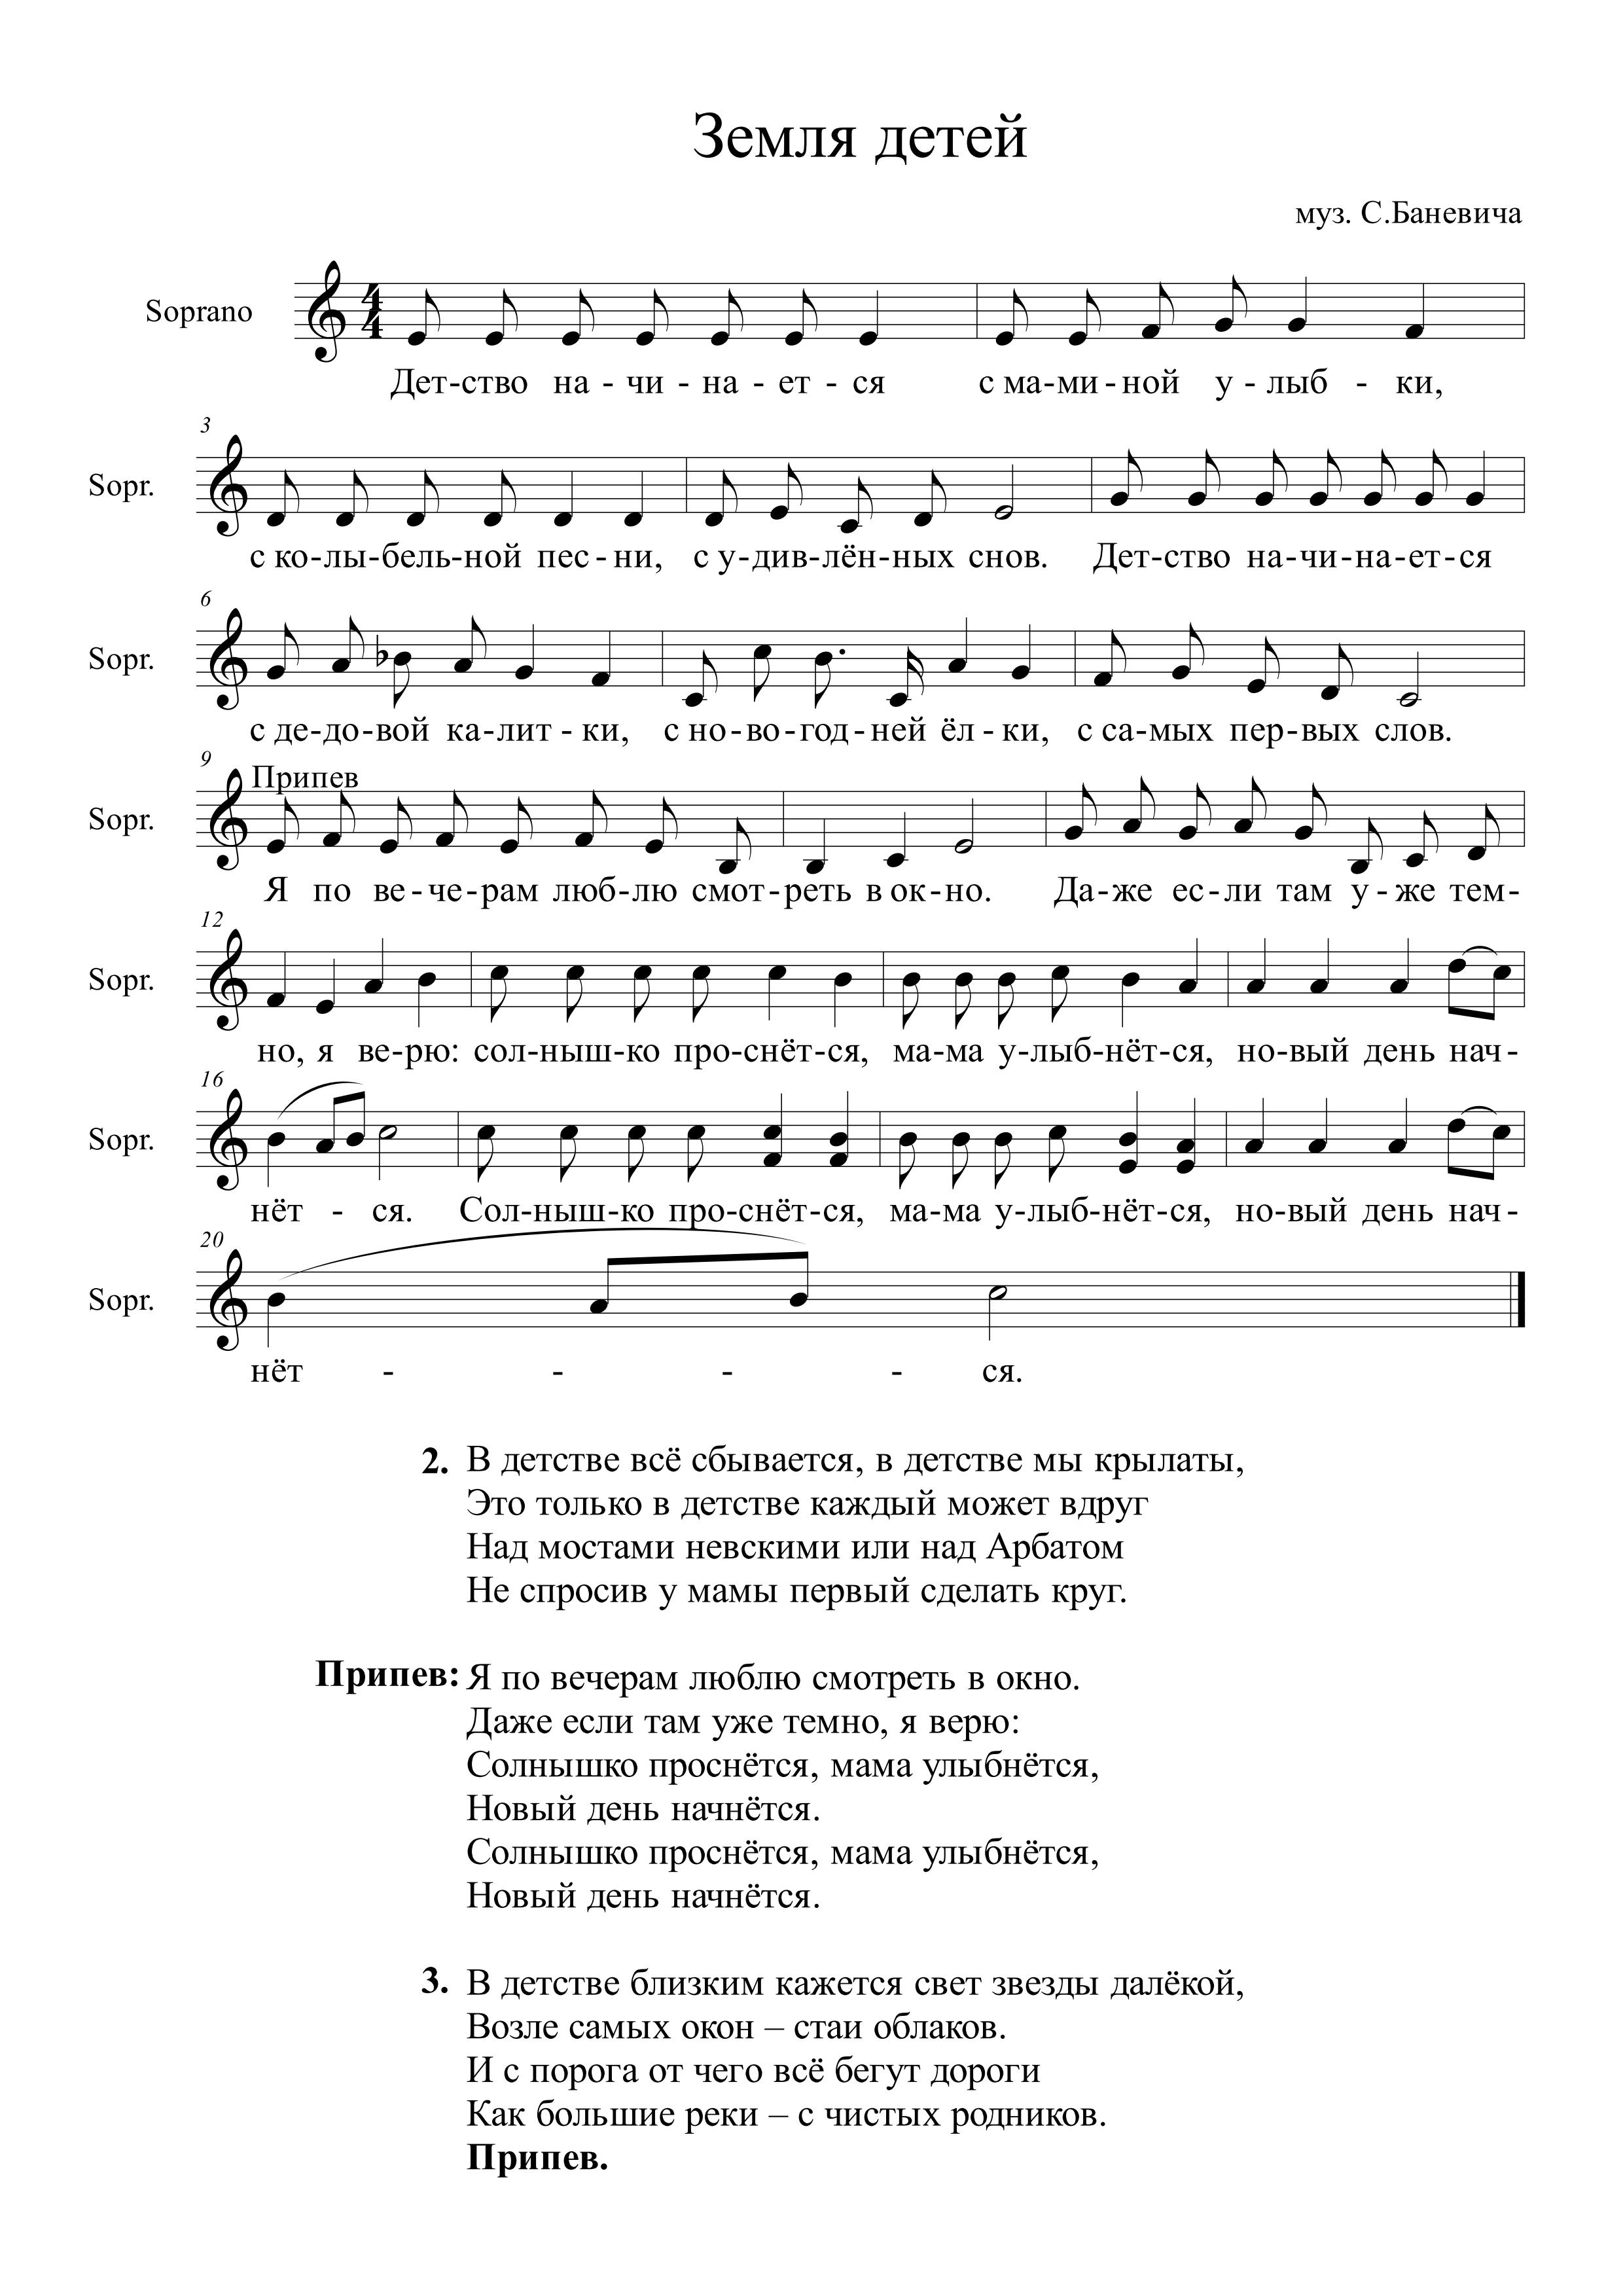 Земля детей
муз. С.Баневича
Soprano
4
4
Дет-ство на - чи - на - ет - ся с ма-ми-ной у - лыб - ки,
3
Sopr.
с ко-лы-бель-ной пес - ни, с у-див-лён-ных снов. Дет-ство на-чи-на-ет-ся
6
Sopr.
с де-до-вой ка-лит - ки, с но-во-год-ней ёл - ки, с са-мых пер-вых слов.
9
Припев
Sopr.
Я по ве-че-рам люб-лю смот-реть в ок-но. Да-же ес-ли там у-же тем-
12
Sopr.
но, я ве-рю: сол-ныш-ко про-снёт-ся, ма-ма у-лыб-нёт-ся, но-вый день нач-
16
Sopr.
нёт - ся. Сол-ныш-ко про-снёт-ся, ма-ма у-лыб-нёт-ся, но-вый день нач-
20
Sopr.
нёт - - - - ся.
2. В детстве всё сбывается, в детстве мы крылаты,
Это только в детстве каждый может вдруг
Над мостами невскими или над Арбатом
Не спросив у мамы первый сделать круг.
Припев: Я по вечерам люблю смотреть в окно.
Даже если там уже темно, я верю:
Солнышко проснётся, мама улыбнётся,
Новый день начнётся.
Солнышко проснётся, мама улыбнётся,
Новый день начнётся.
3. В детстве близким кажется свет звезды далёкой,
Возле самых окон – стаи облаков.
И с порога от чего всё бегут дороги
Как большие реки – с чистых родников.
Припев.